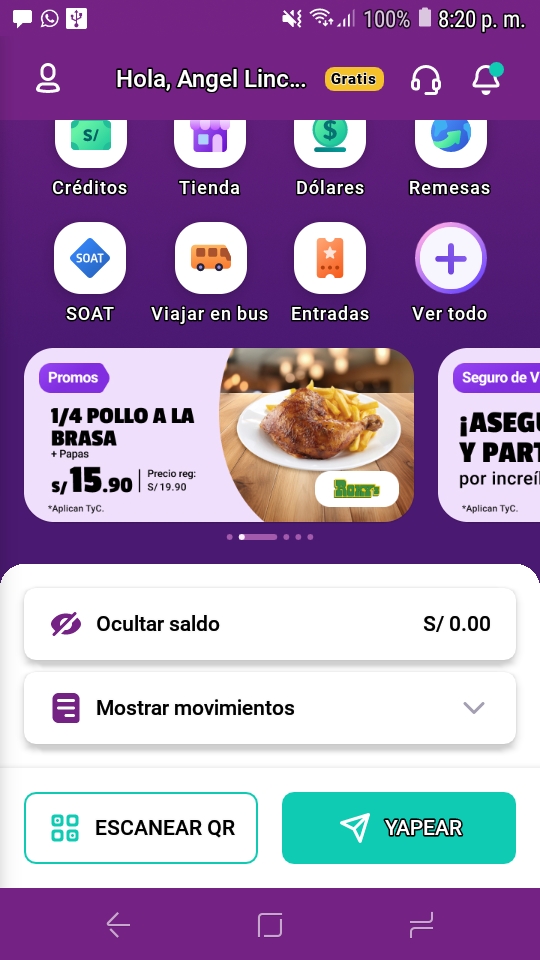 100% 8:20 p. m.
Hola, Angel Linc... Gratis
S/
Créditos Tienda Dólares Remesas
SOAT
SOAT Viajar en bus Entradas Ver todo
Promos
1/4 POLLO A LA
BRASA
+ Papas
S/ 15.90
Precio reg:
S/ 19.90
*Aplican TyC.
Roxy's
Seguro de V
¡ASEGU
Y PART
por increí
*Aplican TyC.
Ocultar saldo S/ 0.00
Mostrar movimientos
ESCANEAR QR YAPEAR